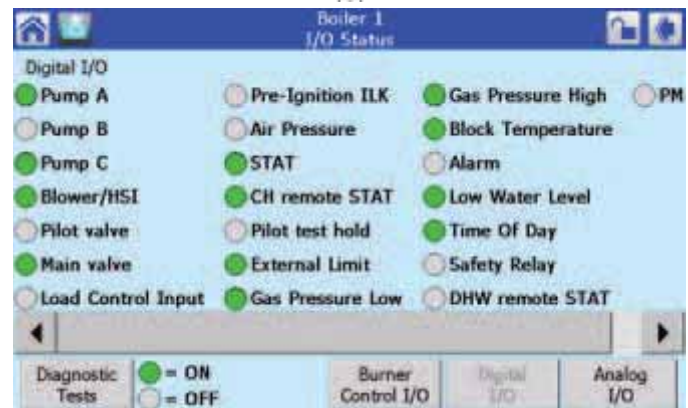 Boiler 1
I/O Status
Digital I/O
Pump A
Pre-Ignition ILK
Gas Pressure High
PM
Pump B
Air Pressure
Block Temperature
Pump C
STAT
Alarm
Blower/HSI
CH remote STAT
Low Water Level
Pilot valve
Pilot test hold
Time Of Day
Main valve
External Limit
Safety Relay
Load Control Input
Gas Pressure Low
DHW remote STAT
Diagnostic
Tests
= ON
= OFF
Burner
Control I/O
Digital
I/O
Analog
I/O